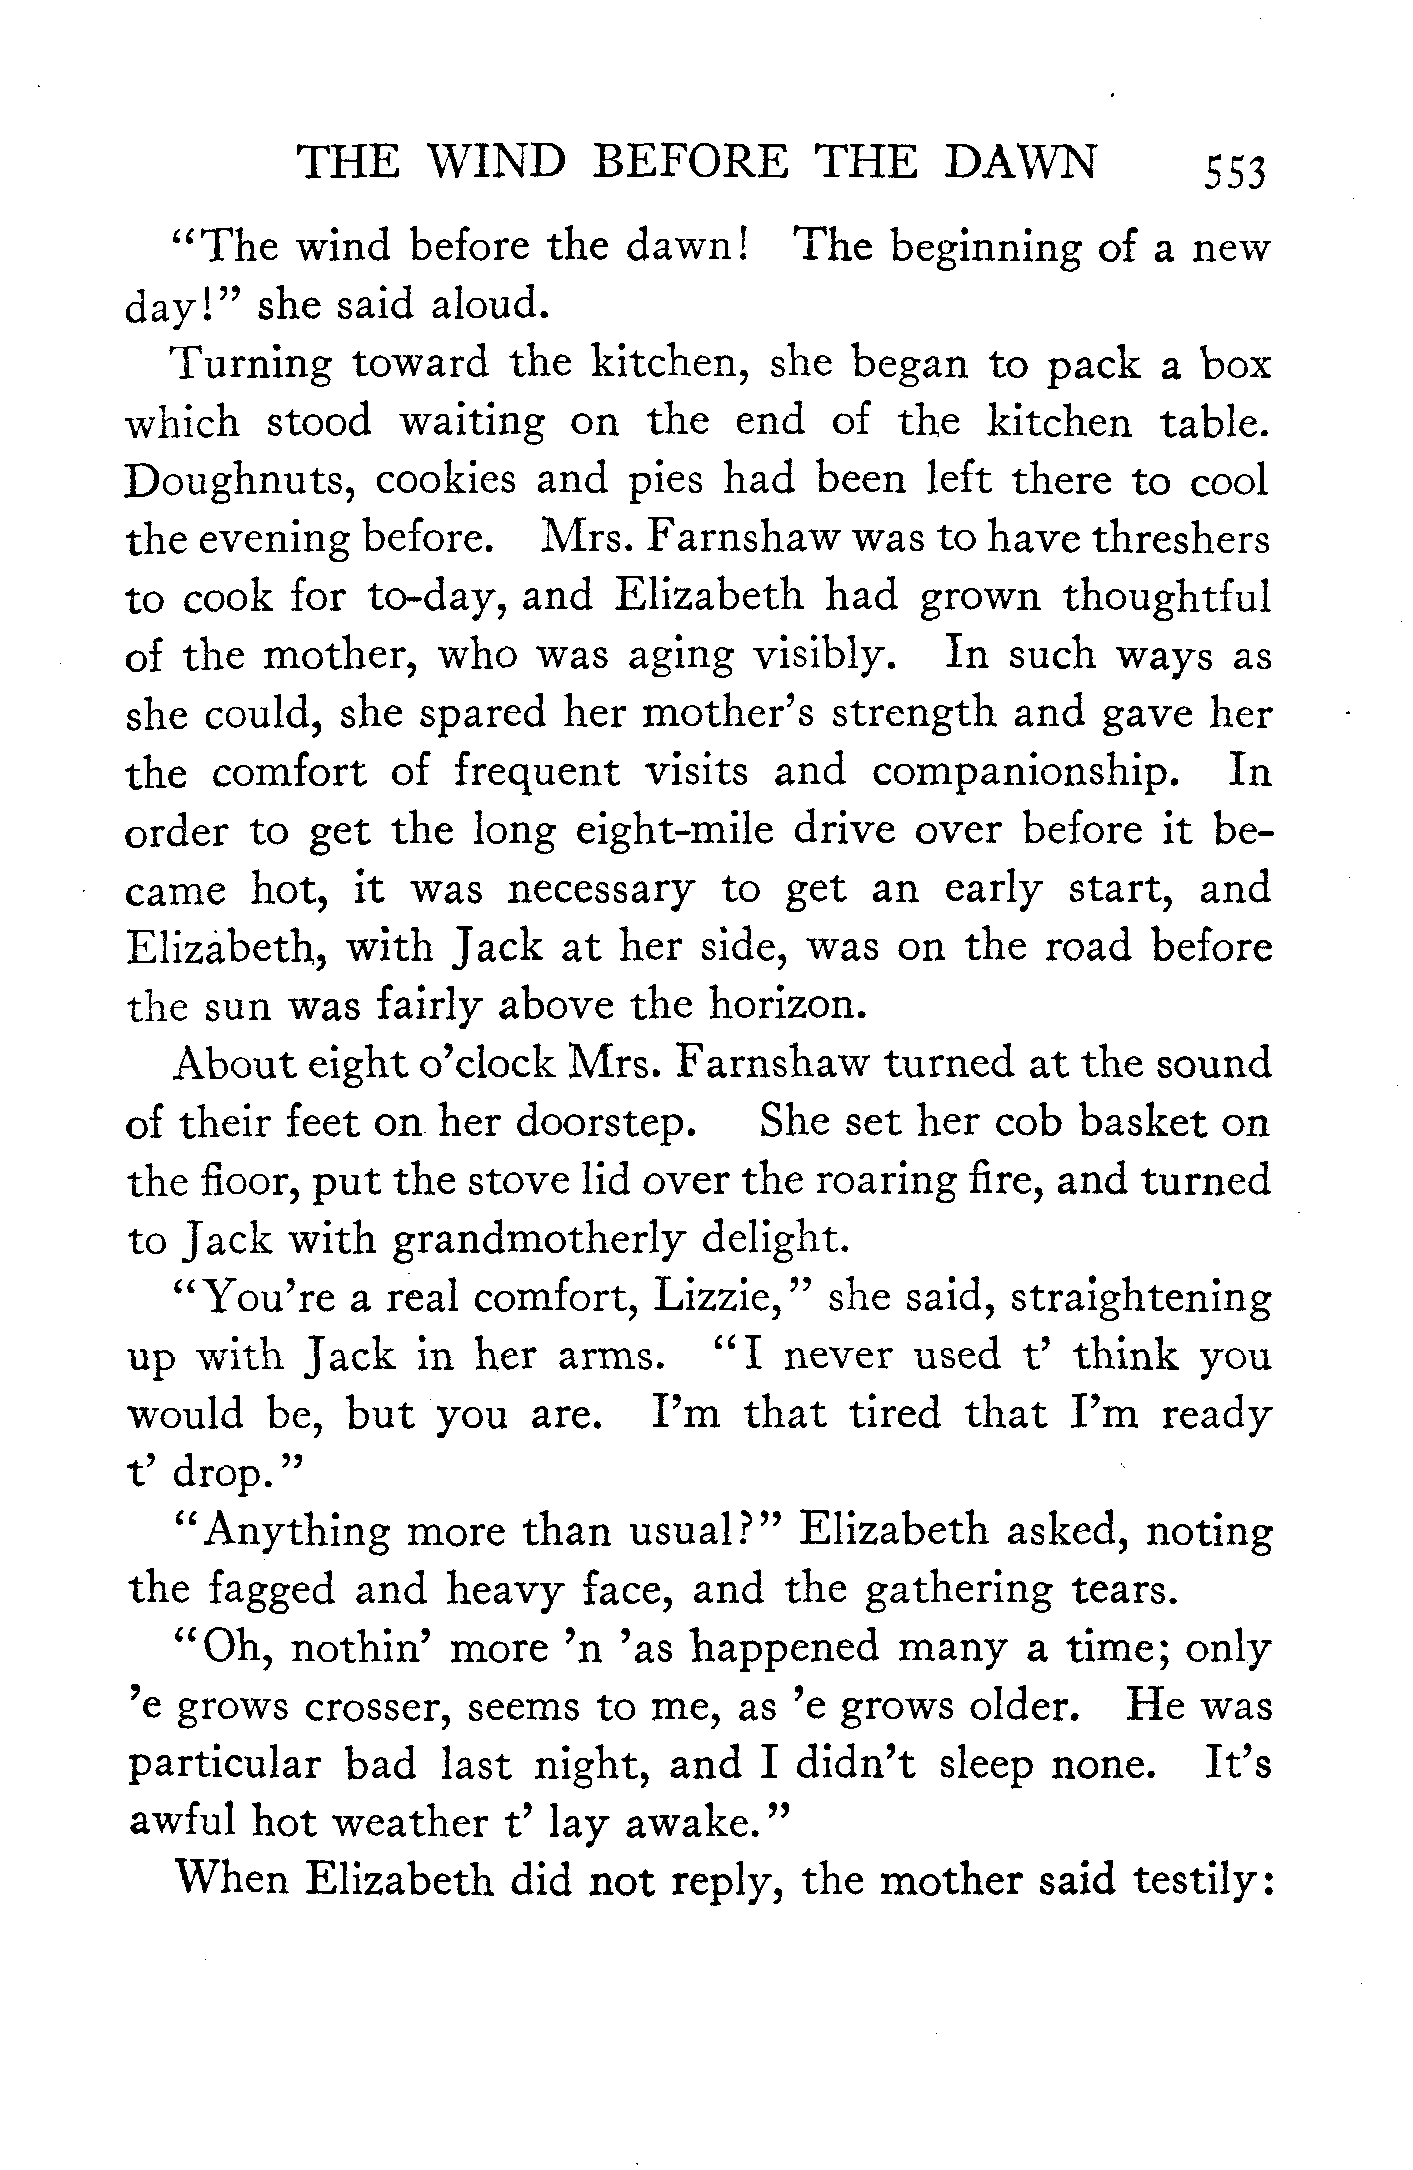 THE WIND BEFORE THE DAWN 553
“The wind before the dawn! The beginning of a new
day!” she said aloud.
Turning toward the kitchen, she began to pack a box
which stood waiting on the end of the kitchen table.
Doughnuts, cookies and pies had been left there to cool
the evening before. Mrs. Farnshaw was to have threshers
to cook for to-day, and Elizabeth had grown thoughtful
of the mother, who was aging visibly. In such ways as
she could, she spared her mother’s strength and gave her
the comfort of frequent visits and companionship. In
order to get the long eight-mile drive over before it be-
came hot, it was necessary to get an early start, and
Elizabeth, with Jack at her side, was on the road before
the sun was fairly above the horizon.
About eight o’clock Mrs. Farnshaw turned at the sound
of their feet on her doorstep. She set her cob basket on
the floor, put the stove lid over the roaring fire, and turned
to Jack with grandmotherly delight.
“You’re a real comfort, Lizzie,” she said, straightening
up with Jack in her arms. “I never used t’ think you
would be, but you are. I’m that tired that I’m ready
t’ drop.”
“Anything more than usual?” Elizabeth asked, noting
the fagged and heavy face, and the gathering tears.
“Oh, nothin’ more ’n ’as happened many a time; only
’e grows crosser, seems to me, as ’e grows older. He was
particular bad last night, and I didn’t sleep none. It’s
awful hot weather t’ lay awake.”
When Elizabeth did not reply, the mother said testily: